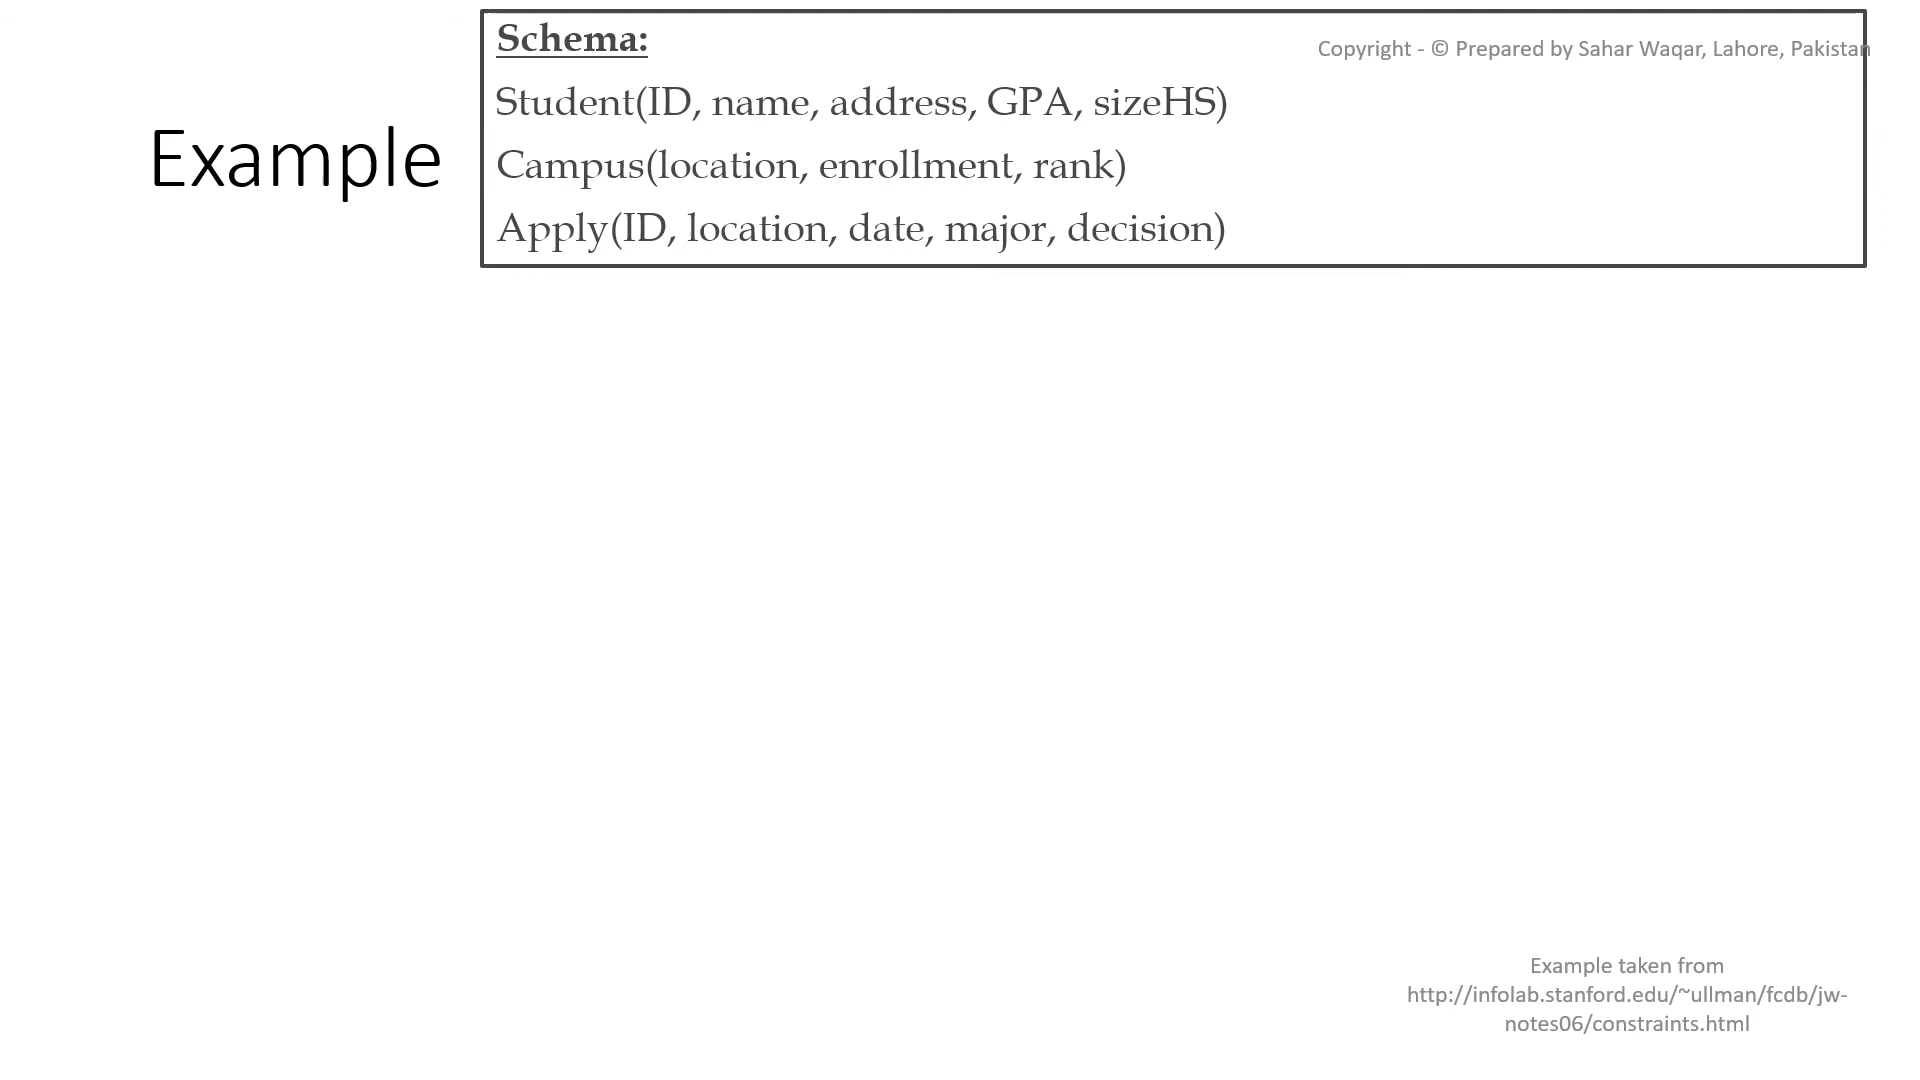 Schema:
Copyright - © Prepared by Sahar Waqar, Lahore, Pakistan
Student(ID, name, address, GPA, sizeHS)
Example
Campus(location, enrollment, rank)
Apply(ID, location, date, major, decision)
Example taken from
http://infolab.stanford.edu/~ullman/fcdb/jw-
notes06/constraints.html